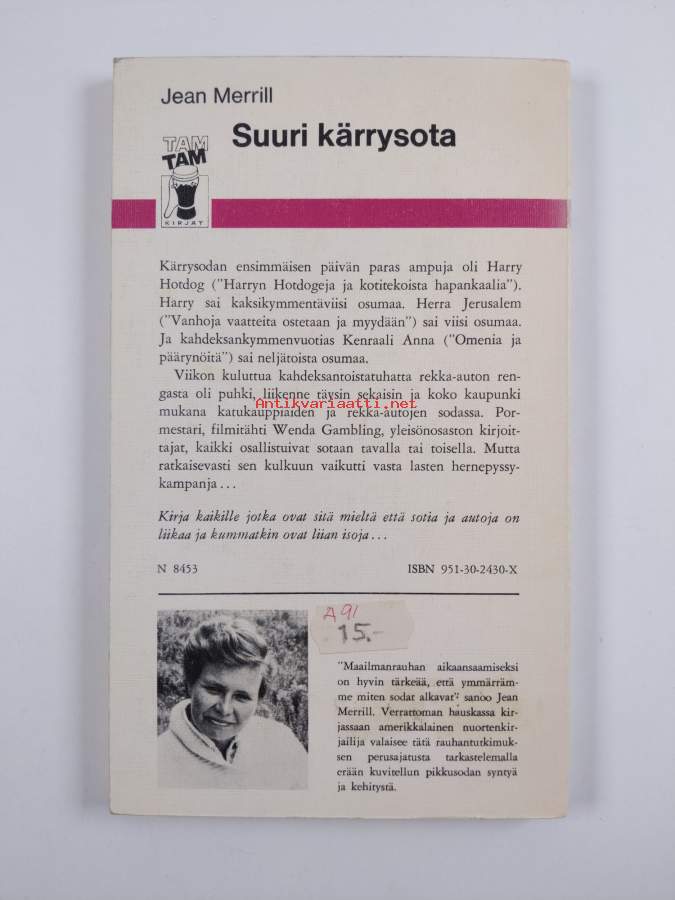 Jean Merrill
Suuri kärrysota
TAM
TAM
KIRJAT
Kärrysodan ensimmäisen päivän paras ampuja oli Harry
Hotdog ("Harryn Hotdogeja ja kotitekoista hapankaalia").
Harry sai kaksikymmentäviisi osumaa. Herra Jerusalem
("Vanhoja vaatteita ostetaan ja myydään") sai viisi osumaa.
Ja kahdeksankymmenvuotias Kenraali Anna ("Omenia ja
päärynöitä") sai neljätoista osumaa.
Viikon kuluttua kahdeksantoistatuhatta rekka-auton ren-
gasta oli puhki, liikenne täysin sekaisin ja koko kaupunki
Antikvariaatti.net
mukana katukauppiaiden ja rekka-autojen sodassa. Por-
mestari, filmitähti Wenda Gambling, yleisönosaston kirjoit-
tajat, kaikki osallistuivat sotaan tavalla tai toisella. Mutta
ratkaisevasti sen kulkuun vaikutti vasta lasten hernepyssy-
kampanja...
Kirja kaikille jotka ovat sitä mieltä että sotia ja autoja on
liikaa ja kummatkin ovat liian isoja...
N 8453
ISBN 951-30-2430-X
A 91
15.-
"Maailmanrauhan aikaansaamiseksi
on hyvin tärkeää, että ymmärräm-
me miten sodat alkavat" sanoo Jean
Merrill. Verrattoman hauskassa kir-
jassaan amerikkalainen nuortenkir-
jailija valaisee tätä rauhantutkimuk-
sen perusajatusta tarkastelemalla
erään kuvitellun pikkusodan syntyä
ja kehitystä.